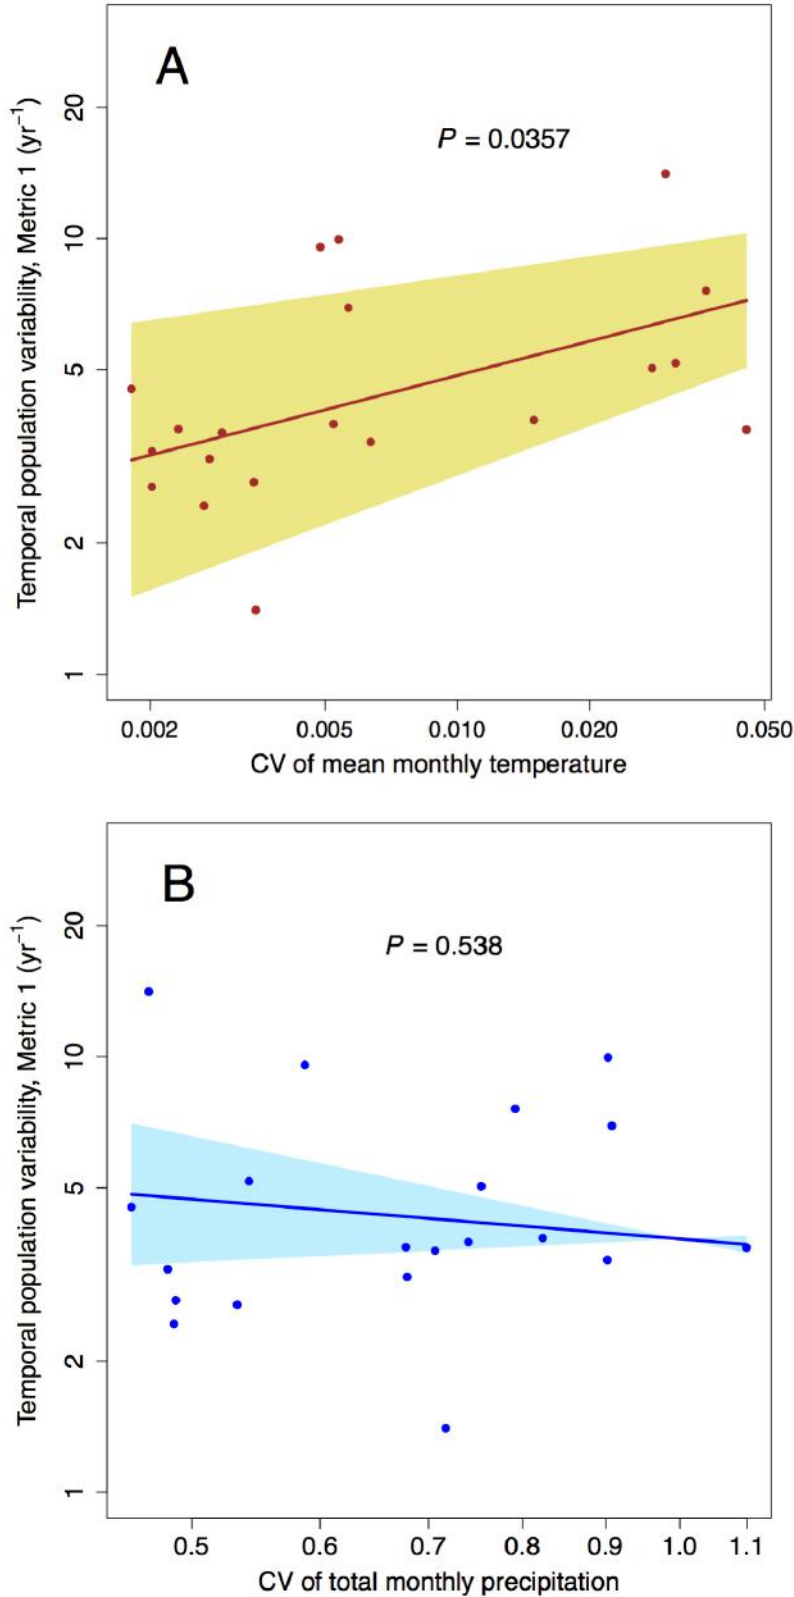 A
P = 0.0357
Temporal population variability, Metric 1 (yr⁻¹)
20
10
5
2
1
0.002 0.005 0.010 0.020 0.050
CV of mean monthly temperature
B
P = 0.538
Temporal population variability, Metric 1 (yr⁻¹)
20
10
5
2
1
0.5 0.6 0.7 0.8 0.9 1.0 1.1
CV of total monthly precipitation